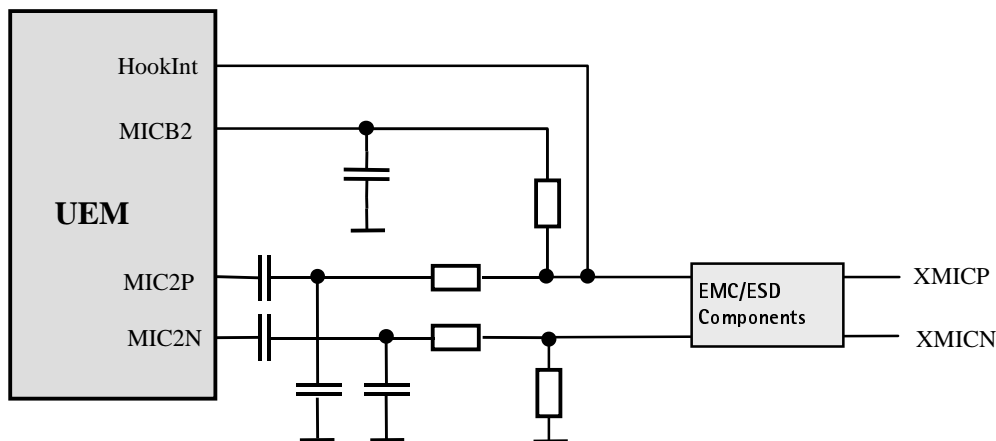 HookInt
MICB2
UEM
MIC2P
MIC2N
EMC/ESD
Components
XMICP
XMICN